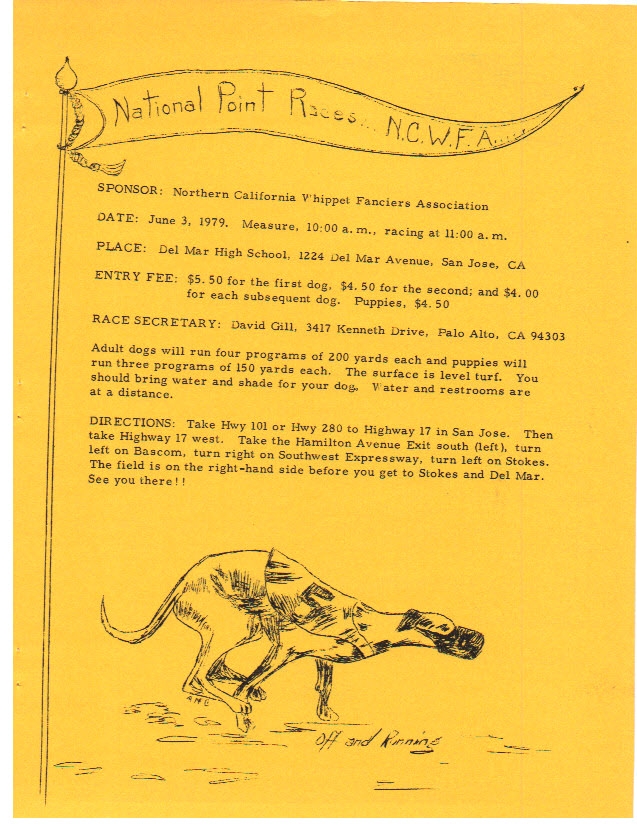 National Point Races... N.C.W.F.A....
SPONSOR: Northern California Whippet Fanciers Association
DATE: June 3, 1979. Measure, 10:00 a.m., racing at 11:00 a.m.
PLACE: Del Mar High School, 1224 Del Mar Avenue, San Jose, CA
ENTRY FEE: $5.50 for the first dog, $4.50 for the second; and $4.00
for each subsequent dog. Puppies, $4.50
RACE SECRETARY: David Gill, 3417 Kenneth Drive, Palo Alto, CA 94303
Adult dogs will run four programs of 200 yards each and puppies will
run three programs of 150 yards each. The surface is level turf. You
should bring water and shade for your dog. Water and restrooms are
at a distance.
DIRECTIONS: Take Hwy 101 or Hwy 280 to Highway 17 in San Jose. Then
take Highway 17 west. Take the Hamilton Avenue Exit south (left), turn
left on Bascom, turn right on Southwest Expressway, turn left on Stokes.
The field is on the right-hand side before you get to Stokes and Del Mar.
See you there!!
5
Off and Running